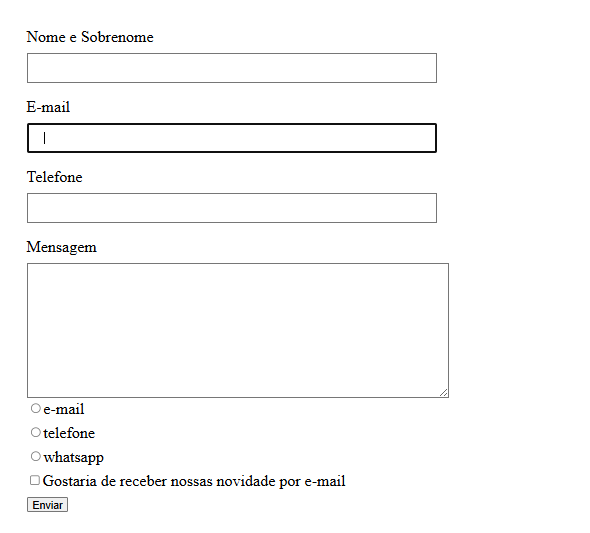 Nome e Sobrenome
E-mail
Telefone
Mensagem
e-mail
telefone
whatsapp
Gostaria de receber nossas novidade por e-mail
Enviar